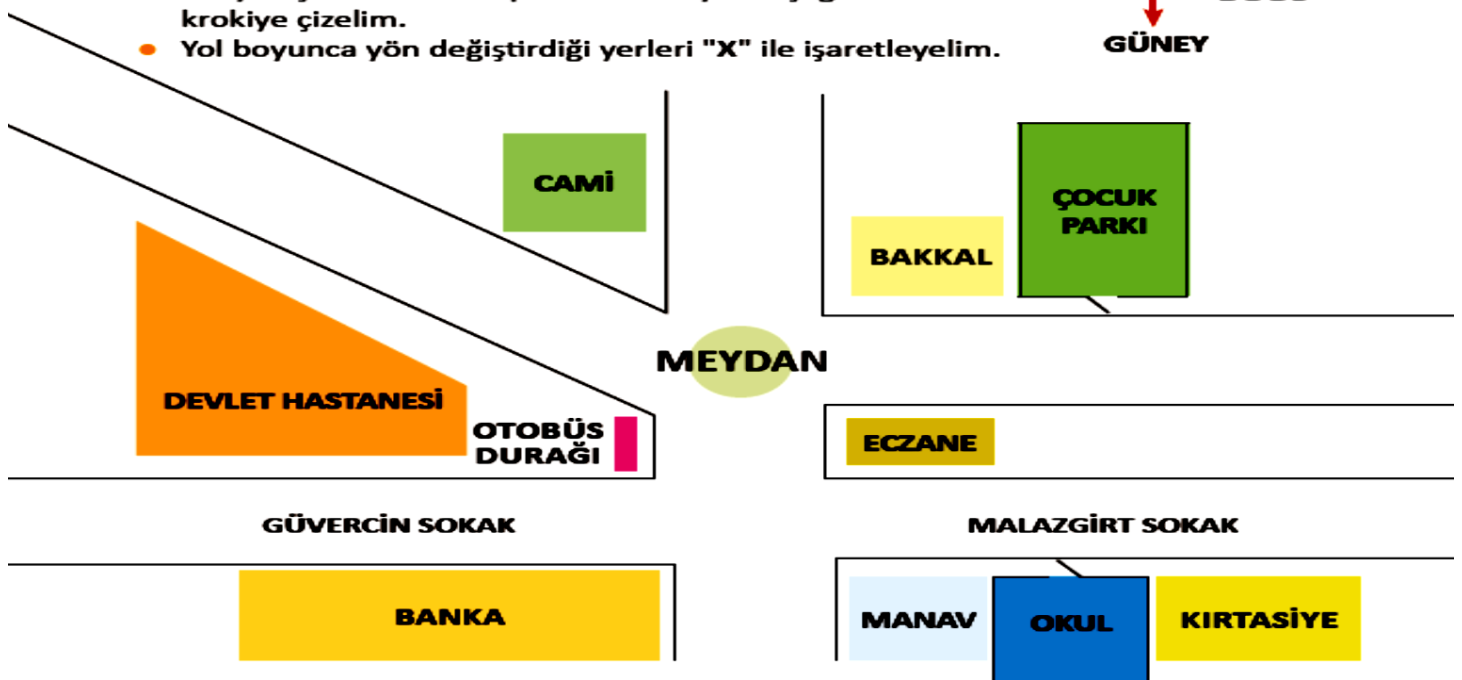 krokiye çizelim.
• Yol boyunca yön değiştirdiği yerleri "X" ile işaretleyelim.
GÜNEY
CAMİ
ÇOCUK
PARKI
BAKKAL
MEYDAN
DEVLET HASTANESİ
OTOBÜS
DURAĞI
ECZANE
GÜVERCİN SOKAK
MALAZGİRT SOKAK
BANKA
MANAV
OKUL
KIRTASİYE